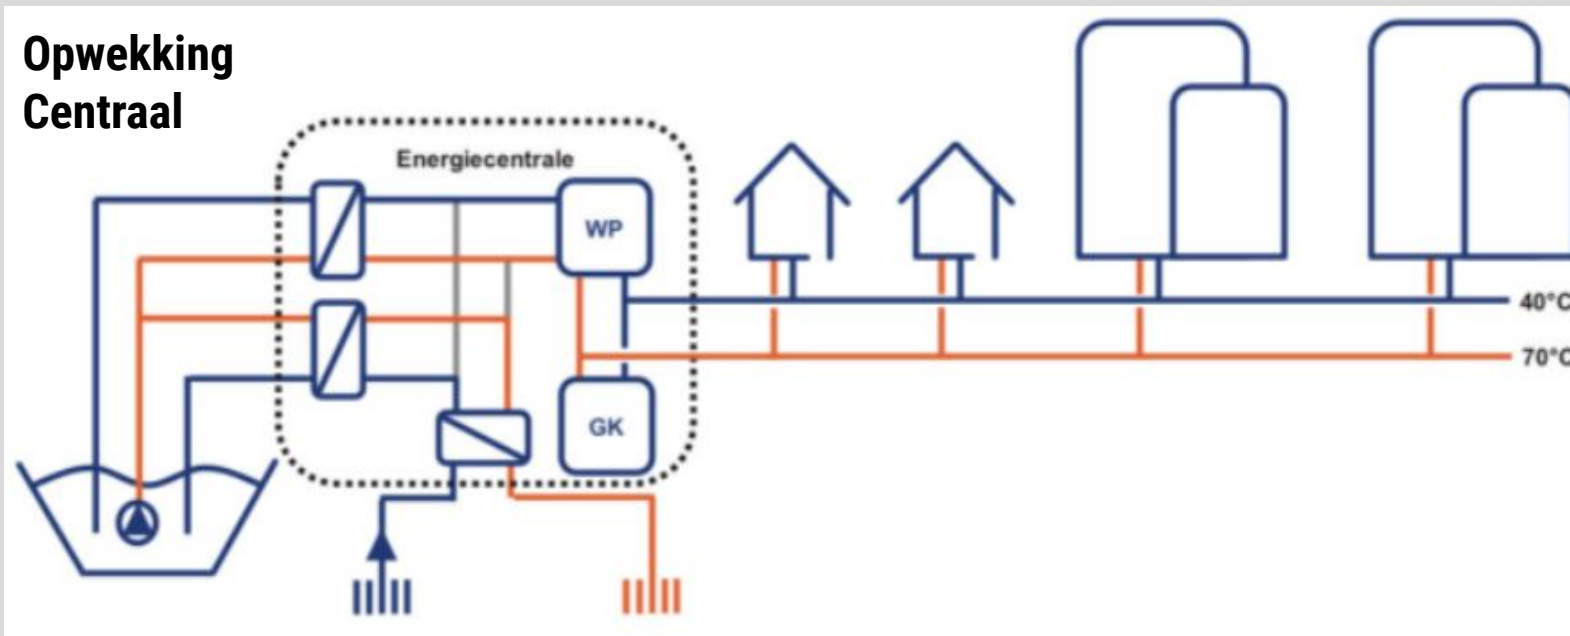 Opwekking
Centraal
Energiecentrale
WP
GK
40°C
70°C